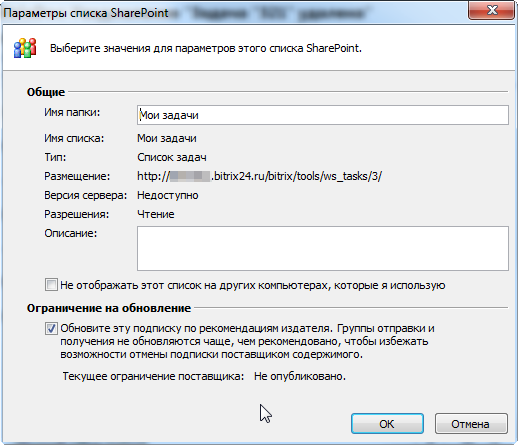 Параметры списка SharePoint
Задача "321" удалена"
Выберите значения для параметров этого списка SharePoint.
Общие
Имя папки: Мои задачи
Имя списка: Мои задачи
Тип: Список задач
Размещение: http:// .bitrix24.ru/bitrix/tools/ws_tasks/3/
Версия сервера: Недоступно
Разрешения: Чтение
Описание:
Не отображать этот список на других компьютерах, которые я использую
Ограничение на обновление
Обновите эту подписку по рекомендациям издателя. Группы отправки и
получения не обновляются чаще, чем рекомендовано, чтобы избежать
возможности отмены подписки поставщиком содержимого.
Текущее ограничение поставщика: Не опубликовано.
ОК
Отмена